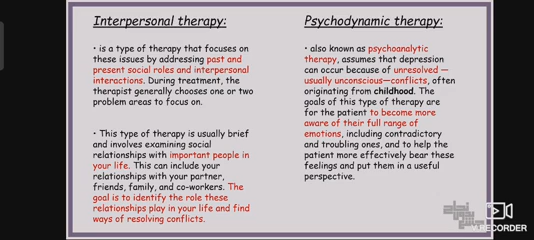 Interpersonal therapy:
• is a type of therapy that focuses on
these issues by addressing past and
present social roles and interpersonal
interactions. During treatment, the
therapist generally chooses one or two
problem areas to focus on.
• This type of therapy is usually brief
and involves examining social
relationships with important people in
your life. This can include your
relationships with your partner,
friends, family, and co-workers. The
goal is to identify the role these
relationships play in your life and find
ways of resolving conflicts.
Psychodynamic therapy:
• also known as psychoanalytic
therapy, assumes that depression
can occur because of unresolved —
usually unconscious—conflicts, often
originating from childhood. The
goals of this type of therapy are
for the patient to become more
aware of their full range of
emotions, including contradictory
and troubling ones, and to help the
patient more effectively bear these
feelings and put them in a useful
perspective.
RECORDER